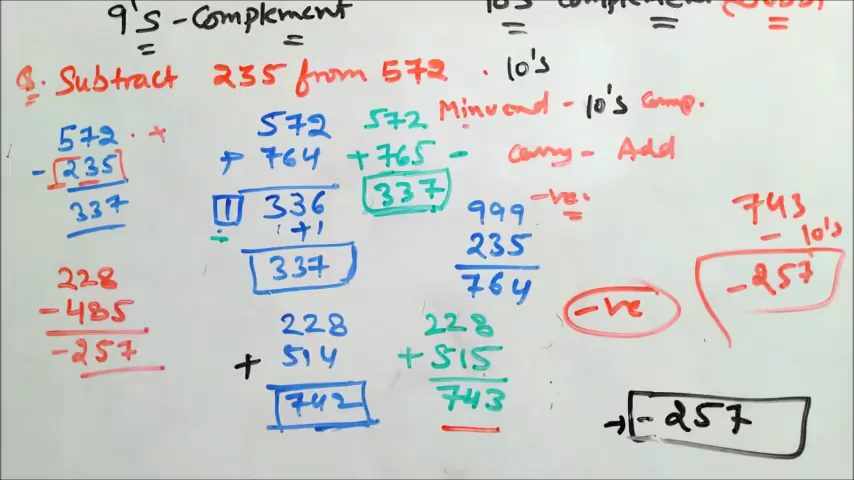 9's - Complement
10's complement
Q. Subtract 235 from 572 . 10's
Minuend - 10's Comp.
carry - Add
-ve.
572 +
- 235
337
572
+ 764
1 336
+1
337
572
+ 765 -
337
999
235
764
743
- 10's
- 257
-ve
228
- 485
- 257
228
+ 514
742
228
+ 515
743
→ - 257